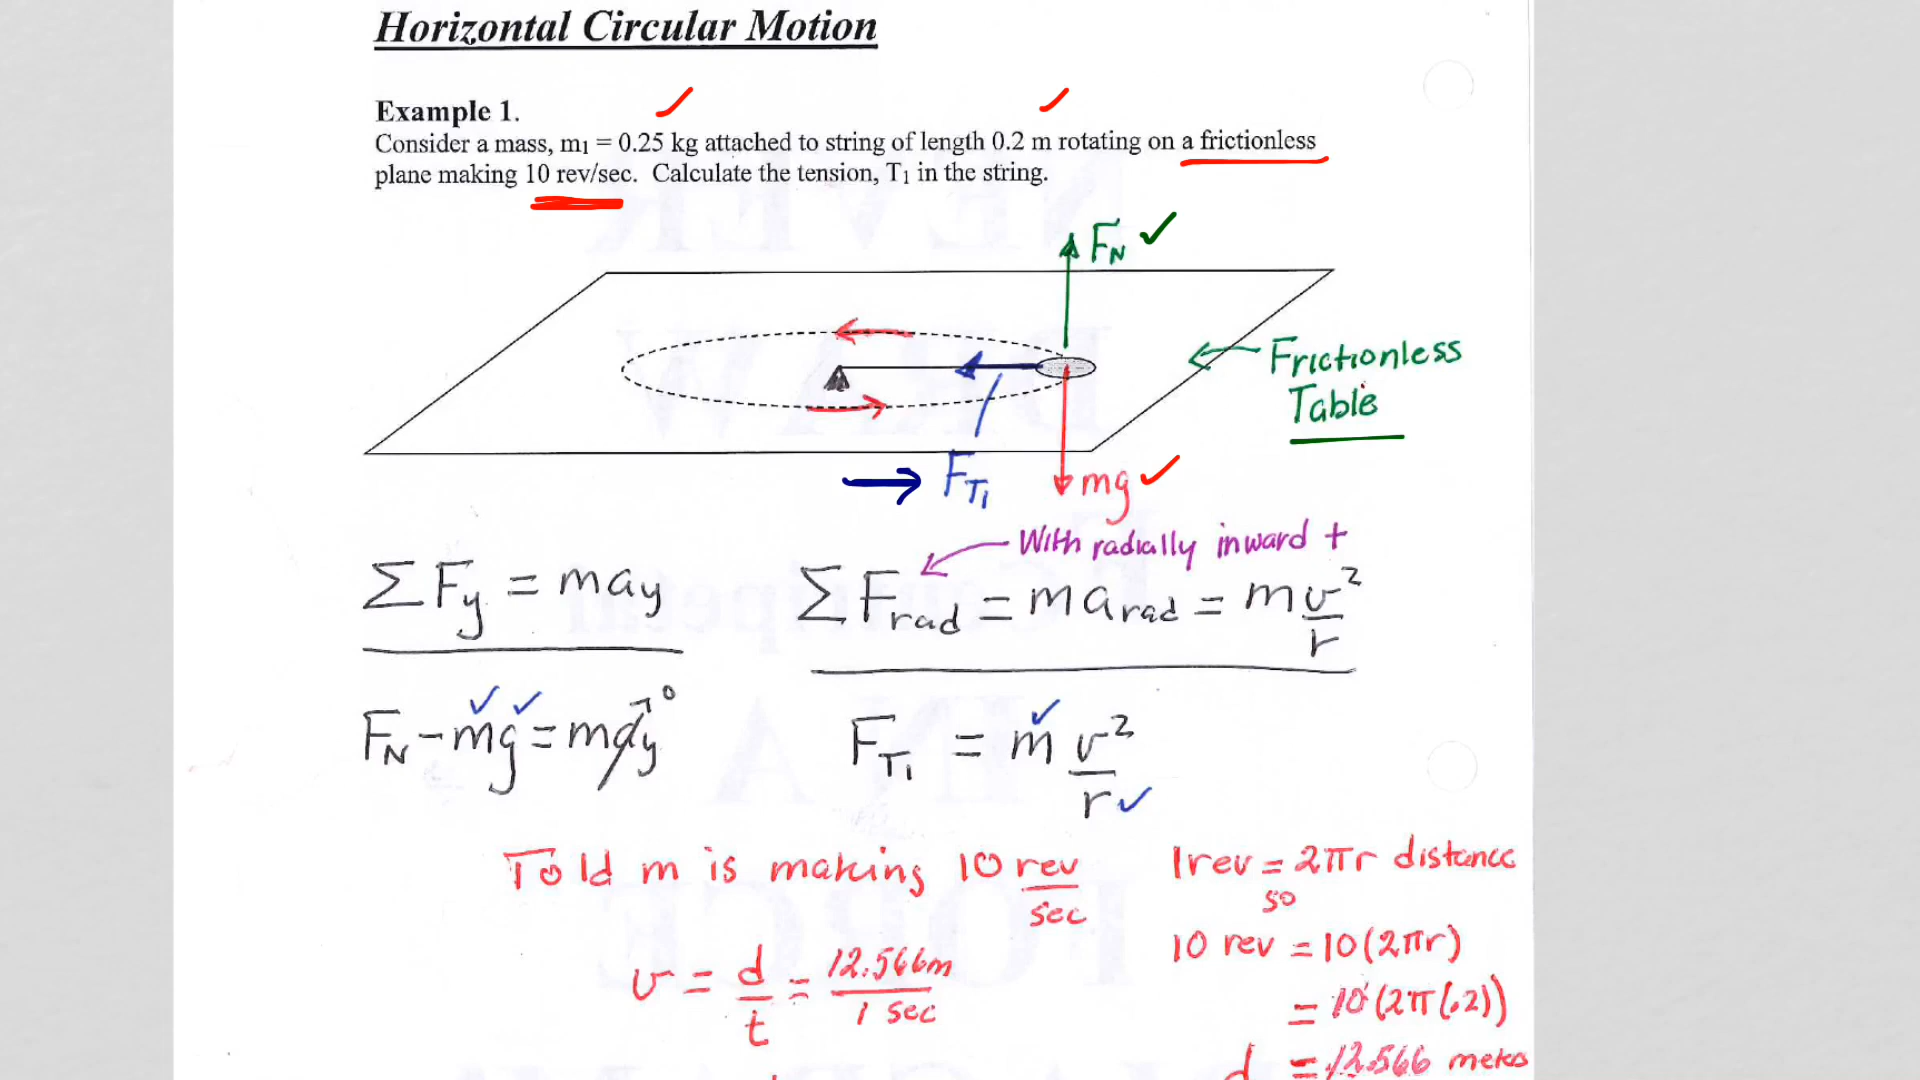 Horizontal Circular Motion
Example 1.
Consider a mass, m₁ = 0.25 kg attached to string of length 0.2 m rotating on a frictionless
plane making 10 rev/sec. Calculate the tension, T₁ in the string.
F_N ✓
← Frictionless
Table
→ F_T₁
mg ✓
With radially inward +
ΣF_y = ma_y
ΣF_rad = ma_rad = m v²/r
F_N - mg = ma_y → 0
F_T₁ = m v²/r
Told m is making 10 rev/sec
1 rev = 2πr distance
so
10 rev = 10(2πr)
= 10(2π(.2))
v = d/t = 12.566m/1 sec
d = 12.566 meters